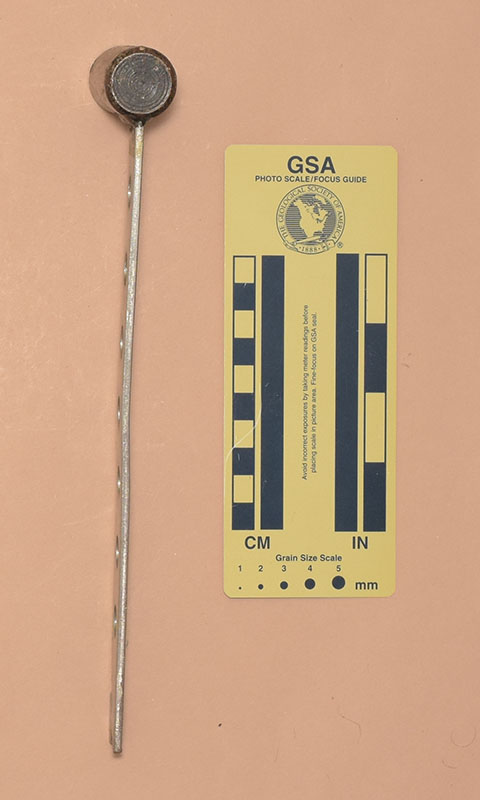 GSA
PHOTO SCALE/FOCUS GUIDE
THE GEOLOGICAL SOCIETY OF AMERICA
1888
®
Avoid incorrect exposures by taking meter readings before
placing scale in picture area. Fine-focus on GSA seal.
CM IN
Grain Size Scale
1 2 3 4 5
mm